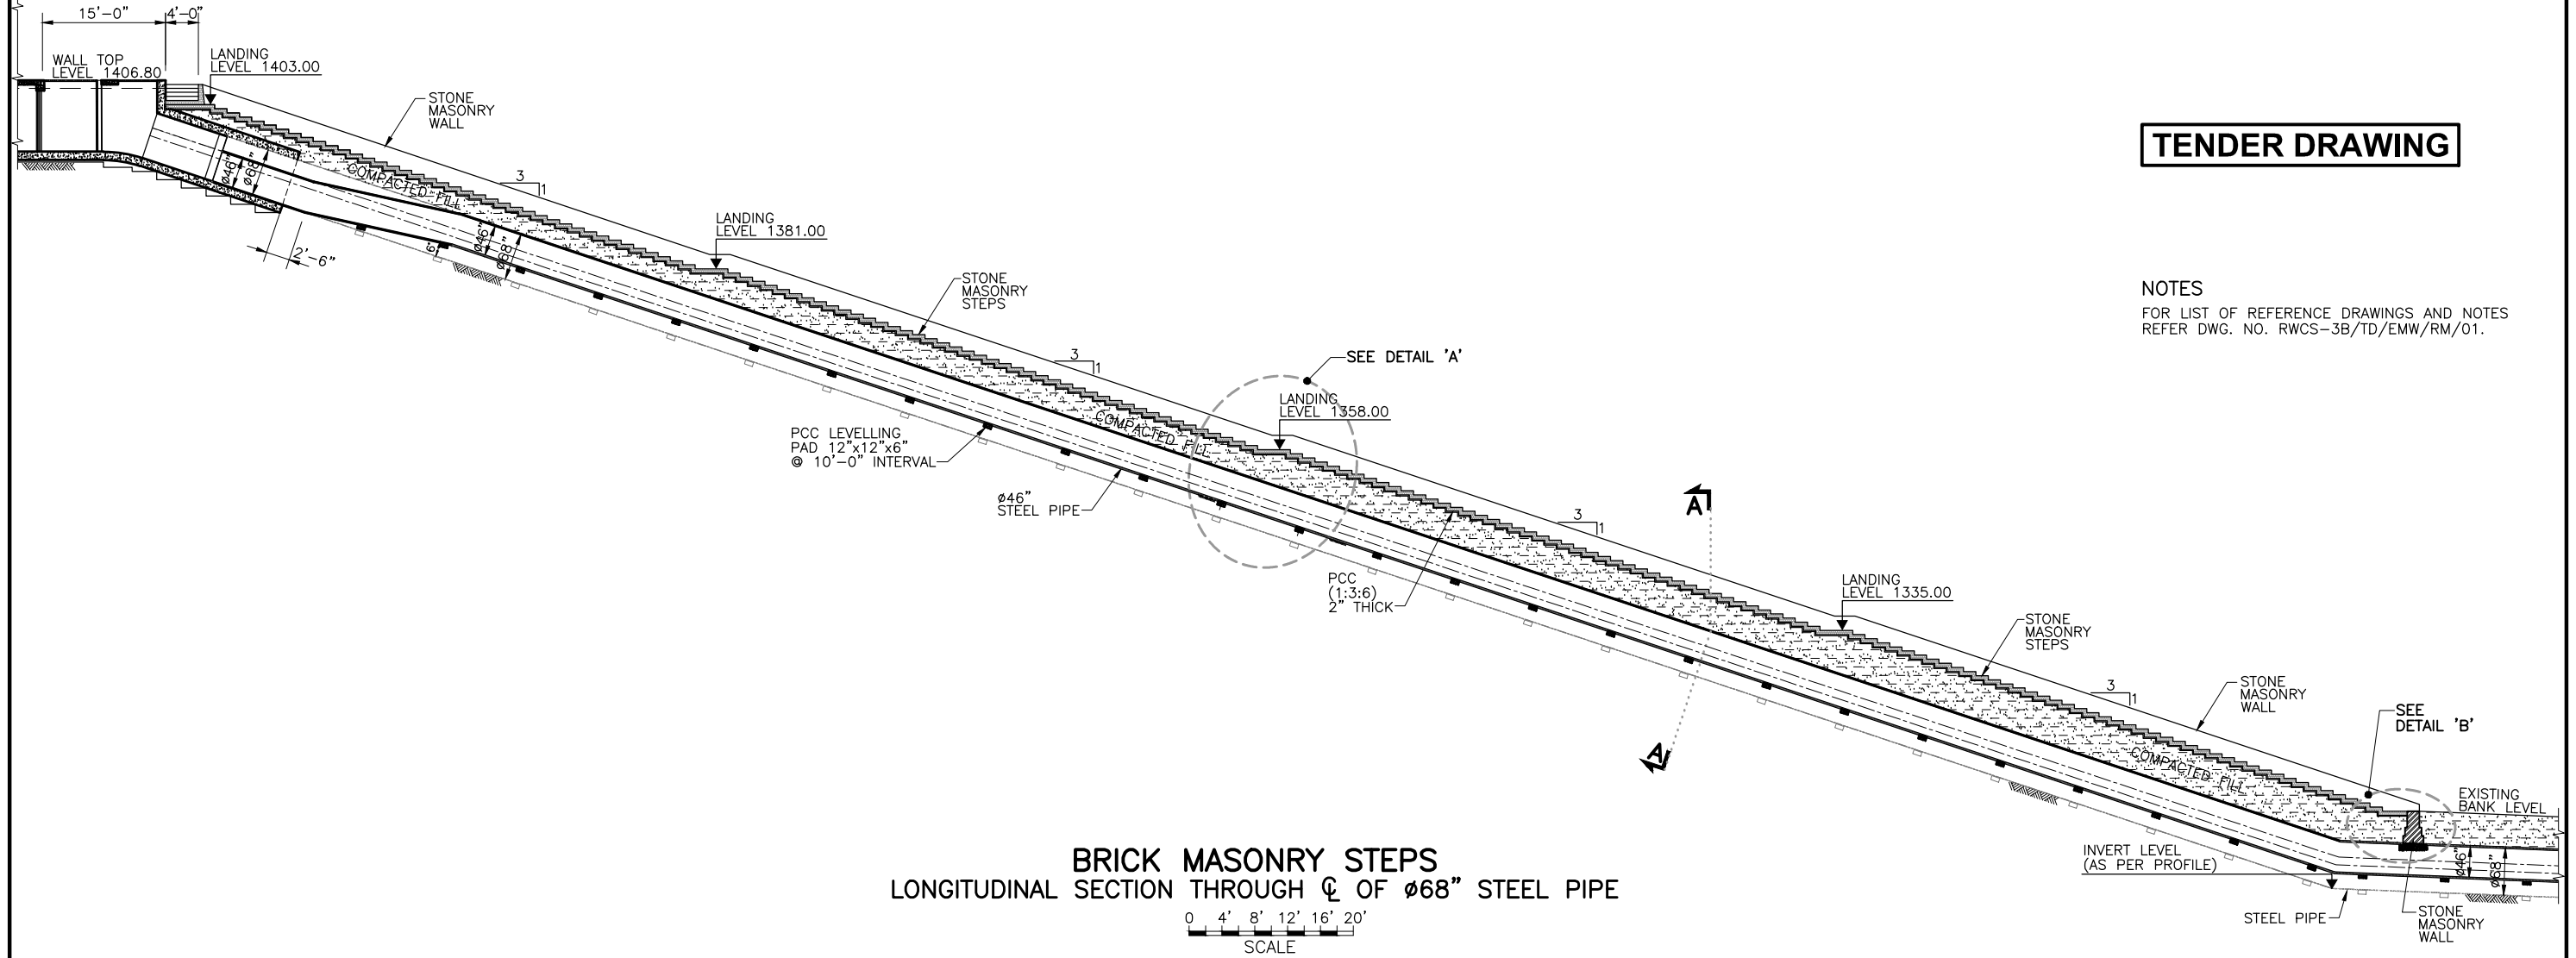 15'-0"
4'-0"
WALL TOP
LEVEL 1406.80
LANDING
LEVEL 1403.00
STONE
MASONRY
WALL
TENDER DRAWING
ø46"
ø68"
COMPACTED FILL
3
1
2'-6"
6"
ø46"
ø68"
LANDING
LEVEL 1381.00
STONE
MASONRY
STEPS
NOTES
FOR LIST OF REFERENCE DRAWINGS AND NOTES
REFER DWG. NO. RWCS-3B/TD/EMW/RM/01.
3
1
SEE DETAIL 'A'
LANDING
LEVEL 1358.00
COMPACTED FILL
PCC LEVELLING
PAD 12"x12"x6"
@ 10'-0" INTERVAL
ø46"
STEEL PIPE
A
3
1
PCC
(1:3:6)
2" THICK
LANDING
LEVEL 1335.00
STONE
MASONRY
STEPS
A
3
1
STONE
MASONRY
WALL
SEE
DETAIL 'B'
COMPACTED FILL
EXISTING
BANK LEVEL
INVERT LEVEL
(AS PER PROFILE)
ø46"
ø68"
STEEL PIPE
STONE
MASONRY
WALL
BRICK MASONRY STEPS
LONGITUDINAL SECTION THROUGH ℄ OF ø68" STEEL PIPE
0 4' 8' 12' 16' 20'
SCALE